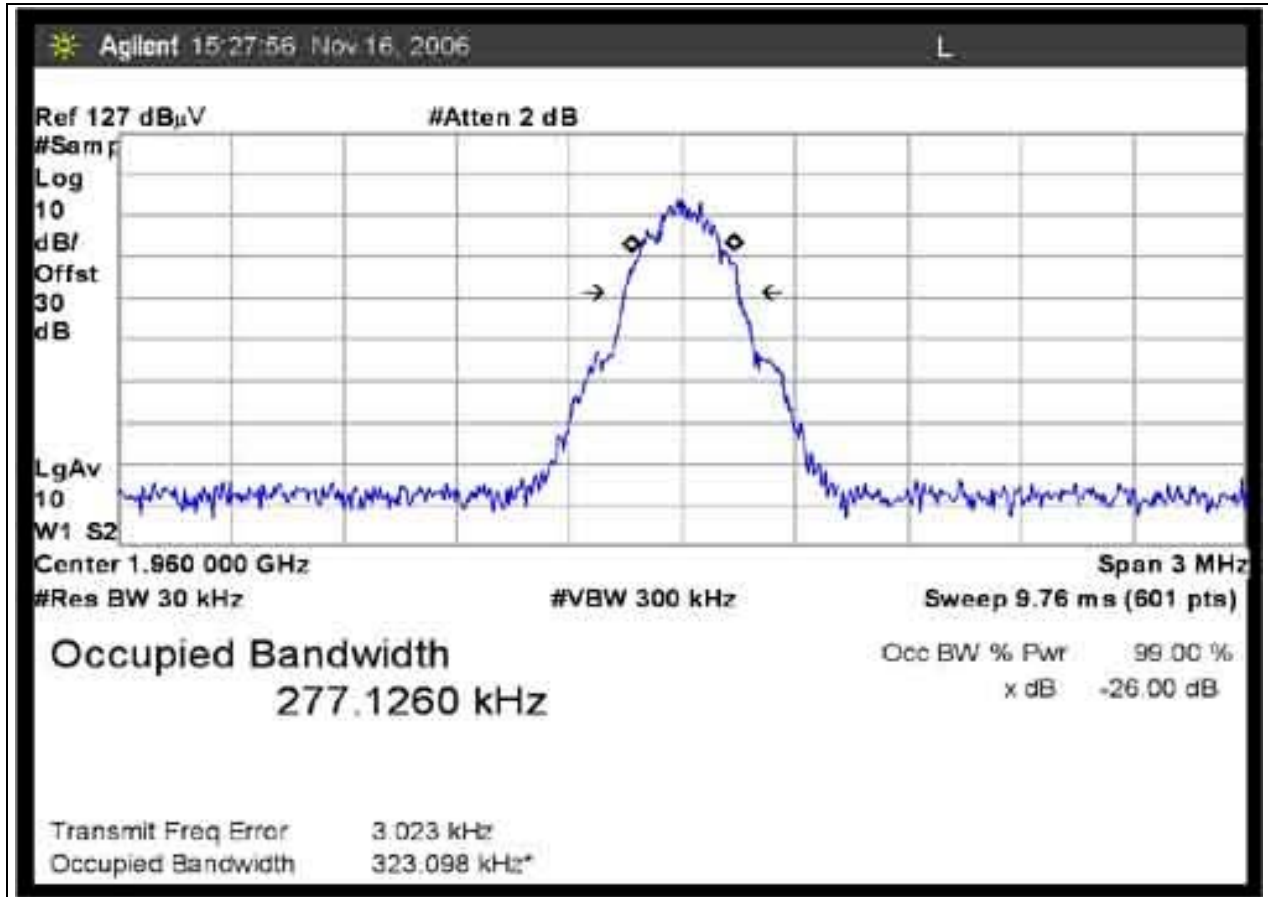 Agilent 15:27:56 Nov 16, 2006 L
Ref 127 dBµV #Atten 2 dB
#Samp
Log
10
dB/
Offst
30
dB
LgAv
10
W1 S2
Center 1.960 000 GHz Span 3 MHz
#Res BW 30 kHz #VBW 300 kHz Sweep 9.76 ms (601 pts)
Occupied Bandwidth Occ BW % Pwr 99.00 %
277.1260 kHz x dB -26.00 dB
Transmit Freq Error 3.023 kHz
Occupied Bandwidth 323.098 kHz*